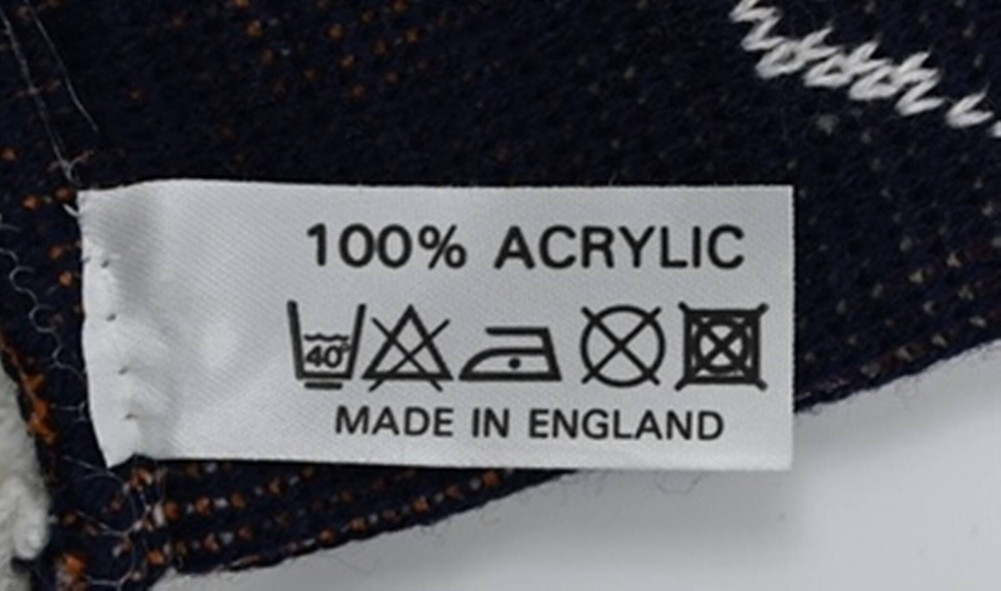 100% ACRYLIC
40°
MADE IN ENGLAND